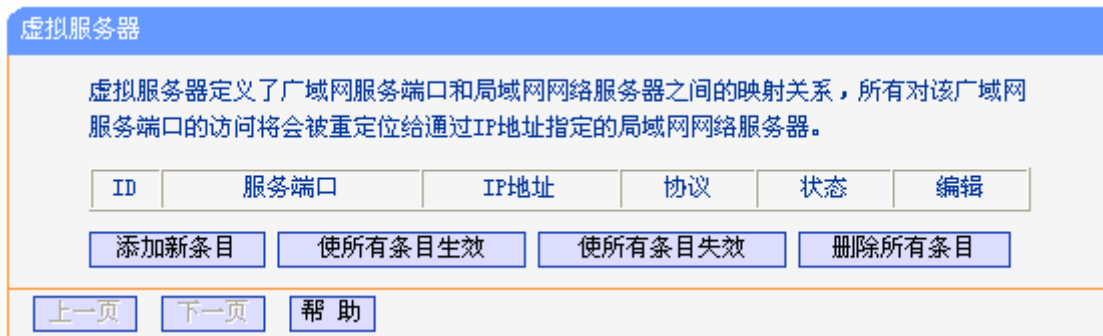 虚拟服务器
虚拟服务器定义了广域网服务端口和局域网网络服务器之间的映射关系，所有对该广域网
服务端口的访问将会被重定位给通过IP地址指定的局域网网络服务器。
ID 服务端口 IP地址 协议 状态 编辑
添加新条目 使所有条目生效 使所有条目失效 删除所有条目
上一页 下一页 帮 助